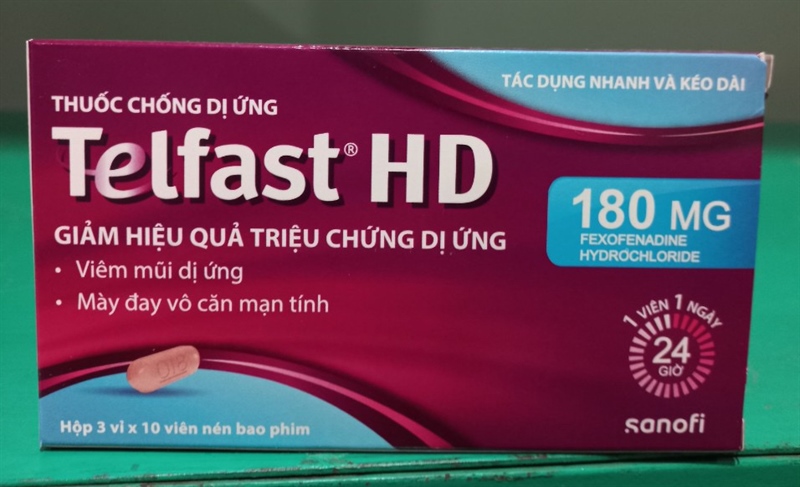 TÁC DỤNG NHANH VÀ KÉO DÀI
THUỐC CHỐNG DỊ ỨNG
Telfast® HD
180 MG
FEXOFENADINE
HYDROCHLORIDE
GIẢM HIỆU QUẢ TRIỆU CHỨNG DỊ ỨNG
• Viêm mũi dị ứng
• Mày đay vô căn mạn tính
1 VIÊN 1 NGÀY
24
GIỜ
Hộp 3 vỉ x 10 viên nén bao phim
sanofi